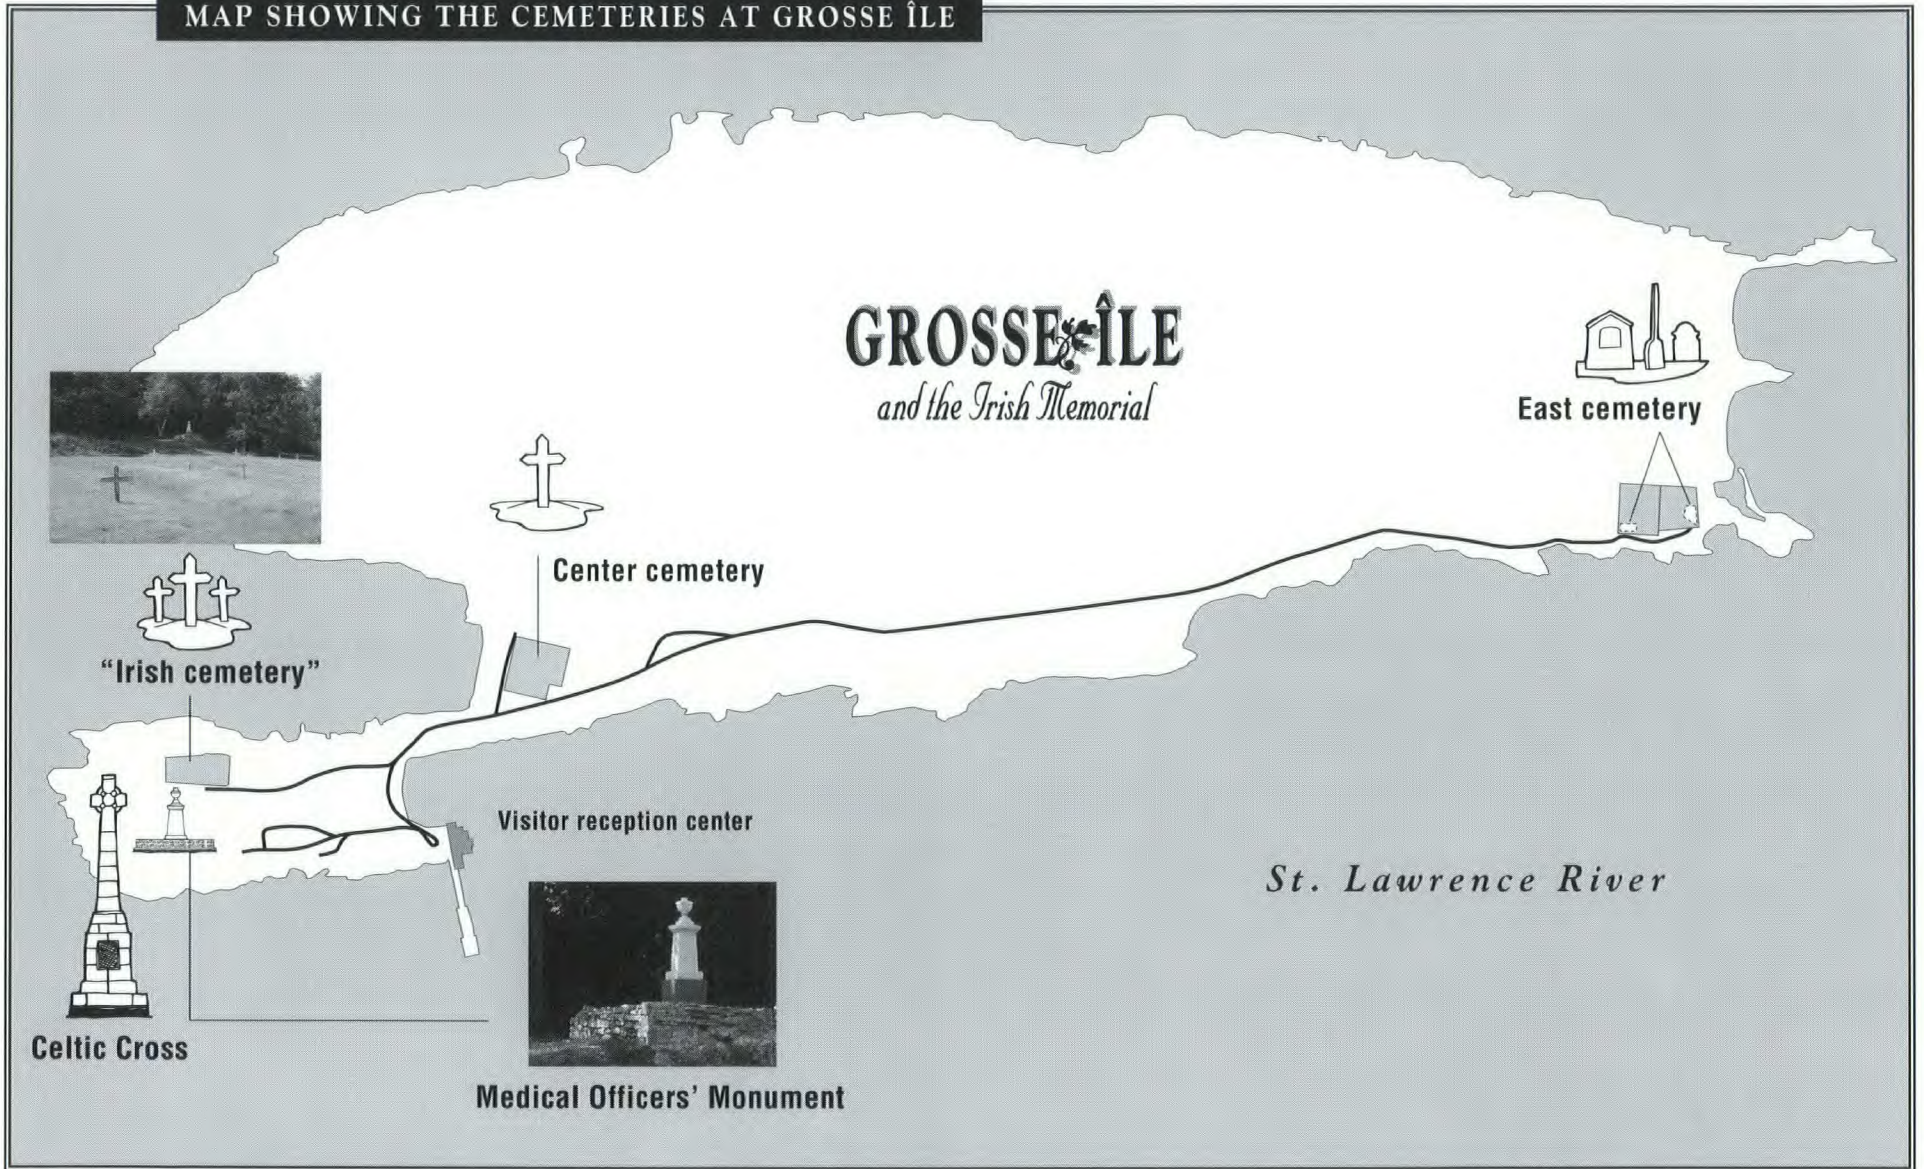 MAP SHOWING THE CEMETERIES AT GROSSE ÎLE
GROSSE ÎLE
and the Irish Memorial
East cemetery
Center cemetery
“Irish cemetery”
Visitor reception center
St. Lawrence River
Celtic Cross
Medical Officers’ Monument